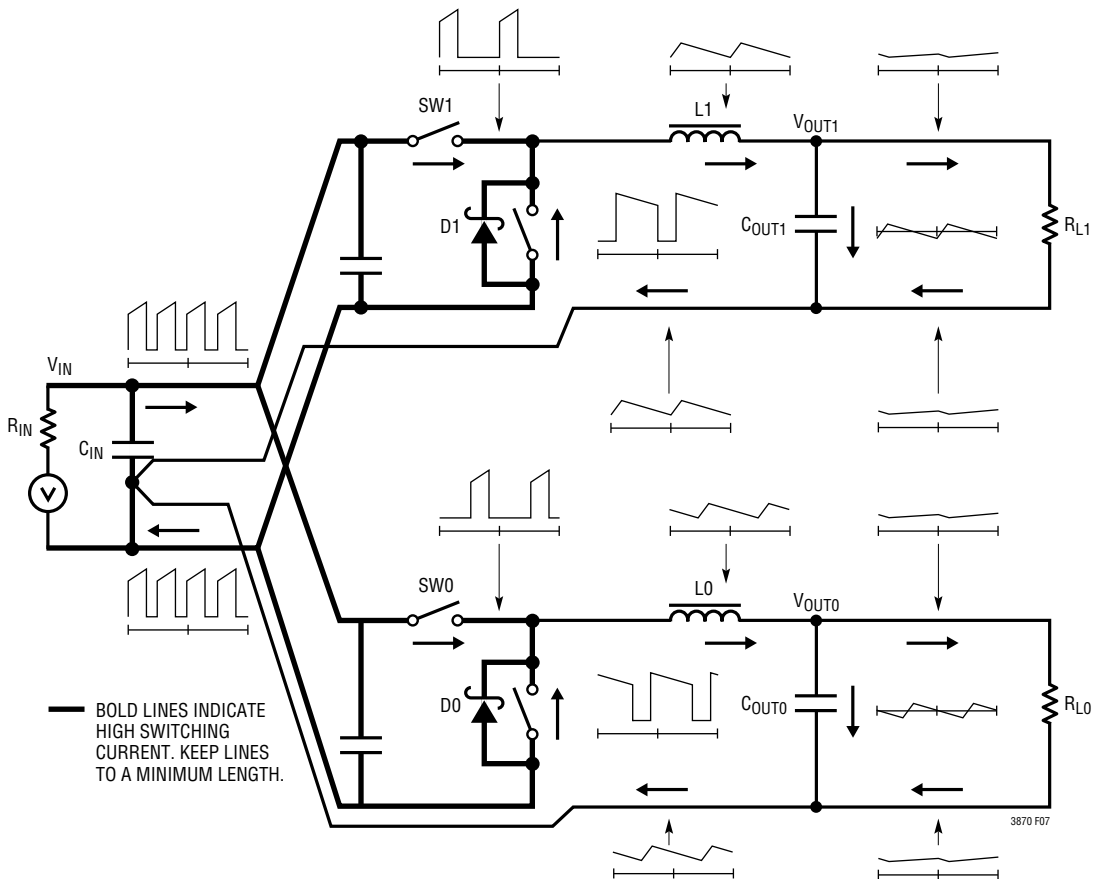 SW1
L1
VOUT1
D1
COUT1
RL1
VIN
RIN
CIN
SW0
L0
VOUT0
D0
COUT0
RL0
BOLD LINES INDICATE
HIGH SWITCHING
CURRENT. KEEP LINES
TO A MINIMUM LENGTH.
3870 F07